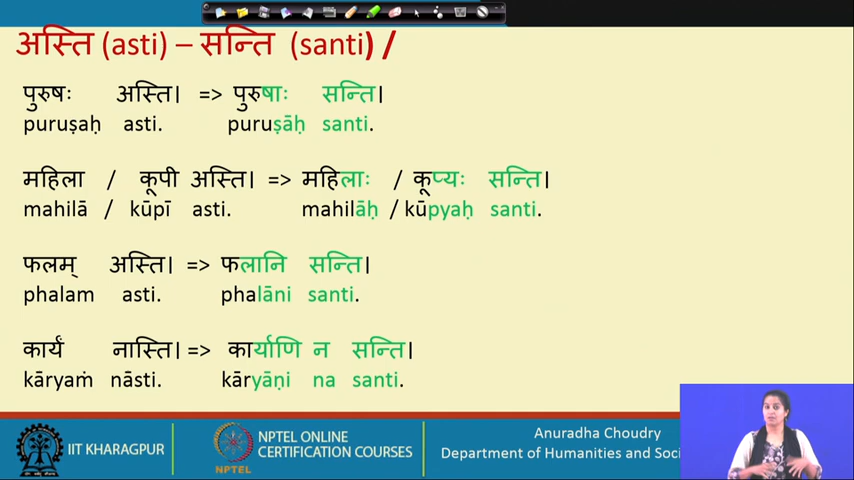 अस्ति (asti) – सन्ति (santi) /
पुरुषः अस्ति। => पुरुषाः सन्ति।
puruṣaḥ asti. puruṣāḥ santi.
महिला / कूपी अस्ति। => महिलाः / कूप्यः सन्ति।
mahilā / kūpī asti. mahilāḥ / kūpyaḥ santi.
फलम् अस्ति। => फलानि सन्ति।
phalam asti. phalāni santi.
कार्यं नास्ति। => कार्याणि न सन्ति।
kāryaṁ nāsti. kāryāṇi na santi.
IIT KHARAGPUR
NPTEL
NPTEL ONLINE
CERTIFICATION COURSES
Anuradha Choudry
Department of Humanities and Soci